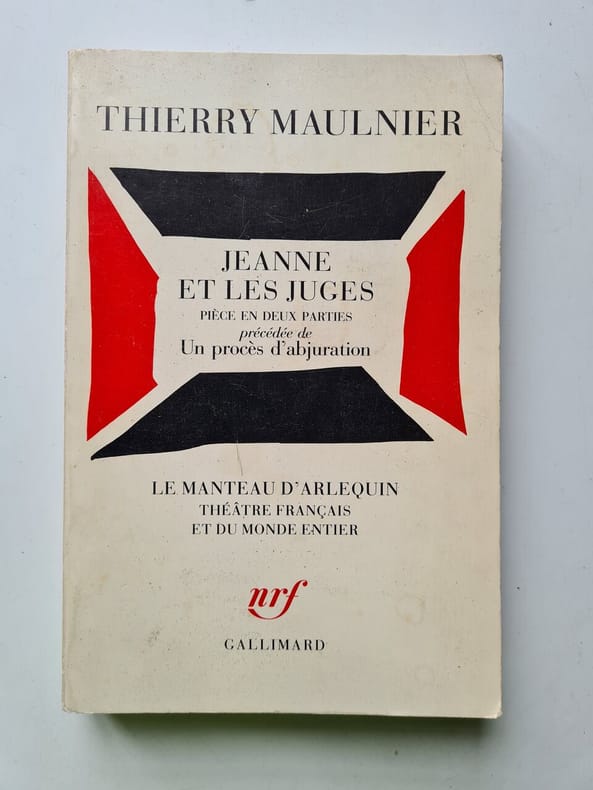 THIERRY MAULNIER
JEANNE
ET LES JUGES
PIÈCE EN DEUX PARTIES
précédée de
Un procès d'abjuration
LE MANTEAU D'ARLEQUIN
THÉÂTRE FRANÇAIS
ET DU MONDE ENTIER
nrf
GALLIMARD